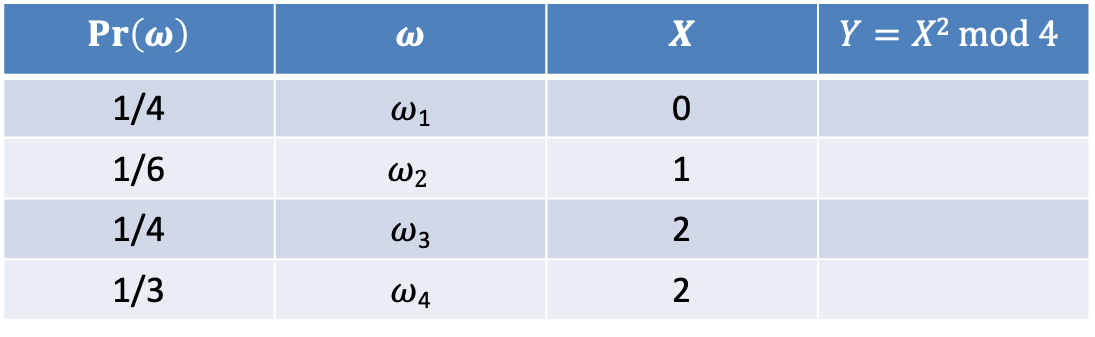 Pr(ω) ω X Y = X² mod 4
1/4 ω₁ 0
1/6 ω₂ 1
1/4 ω₃ 2
1/3 ω₄ 2